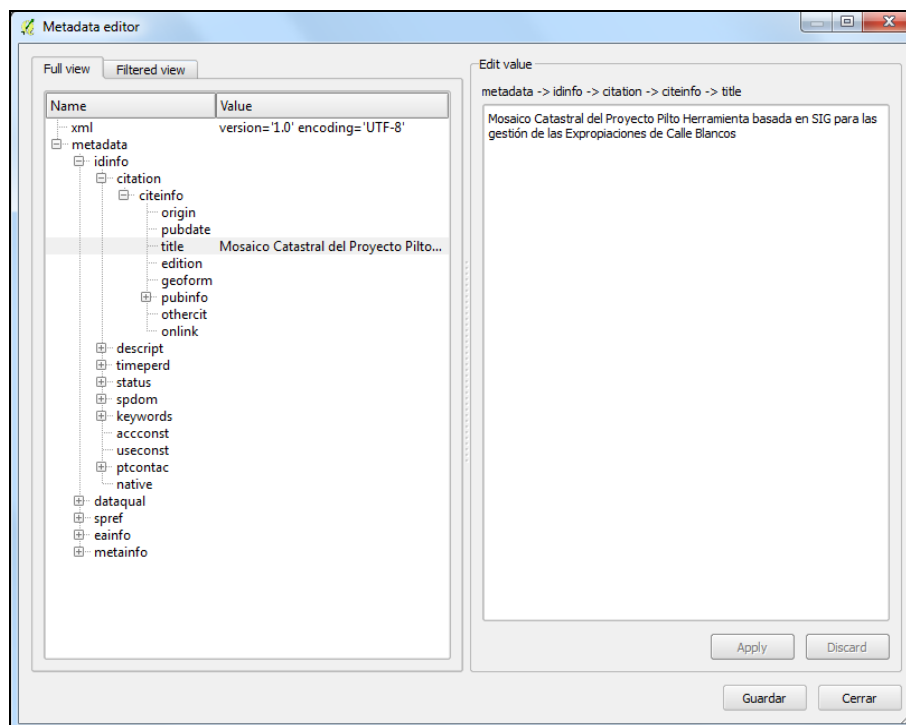 Metadata editor
Full view
Filtered view
Name
Value
xml
version='1.0' encoding='UTF-8'
metadata
idinfo
citation
citeinfo
origin
pubdate
title
Mosaico Catastral del Proyecto Pilto...
edition
geoform
pubinfo
othercit
onlink
descript
timeperd
status
spdom
keywords
accconst
useconst
ptcontac
native
dataqual
spref
eainfo
metainfo
Edit value
metadata -> idinfo -> citation -> citeinfo -> title
Mosaico Catastral del Proyecto Pilto Herramienta basada en SIG para las
gestión de las Expropiaciones de Calle Blancos
Apply
Discard
Guardar
Cerrar